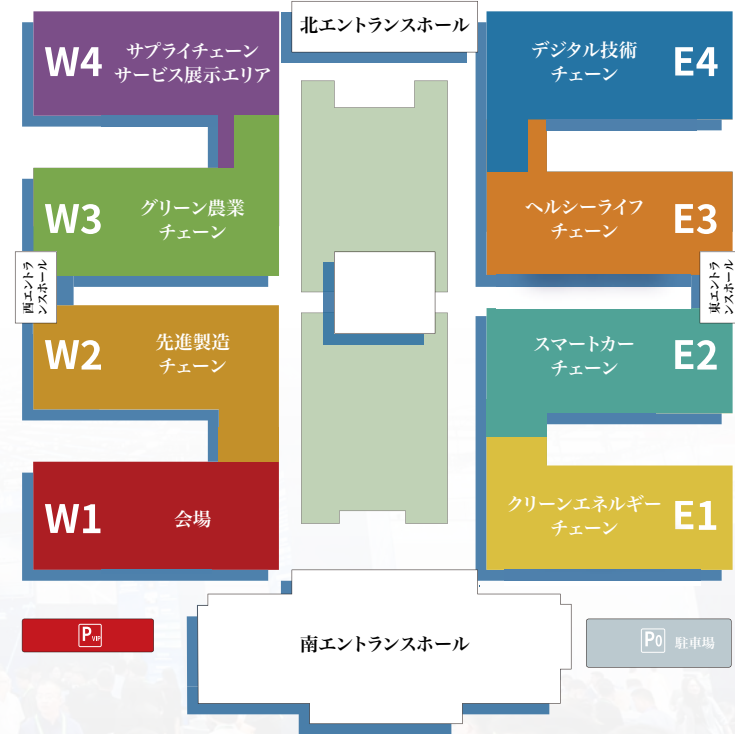 北エントランスホール
W4
サプライチェーン
サービス展示エリア
デジタル技術
チェーン
E4
W3
グリーン農業
チェーン
ヘルシーライフ
チェーン
E3
西エントラ
ンスホール
東エントラ
ンスホール
W2
先進製造
チェーン
スマートカー
チェーン
E2
W1
会場
クリーンエネルギー
チェーン
E1
P VIP
南エントランスホール
P0 駐車場